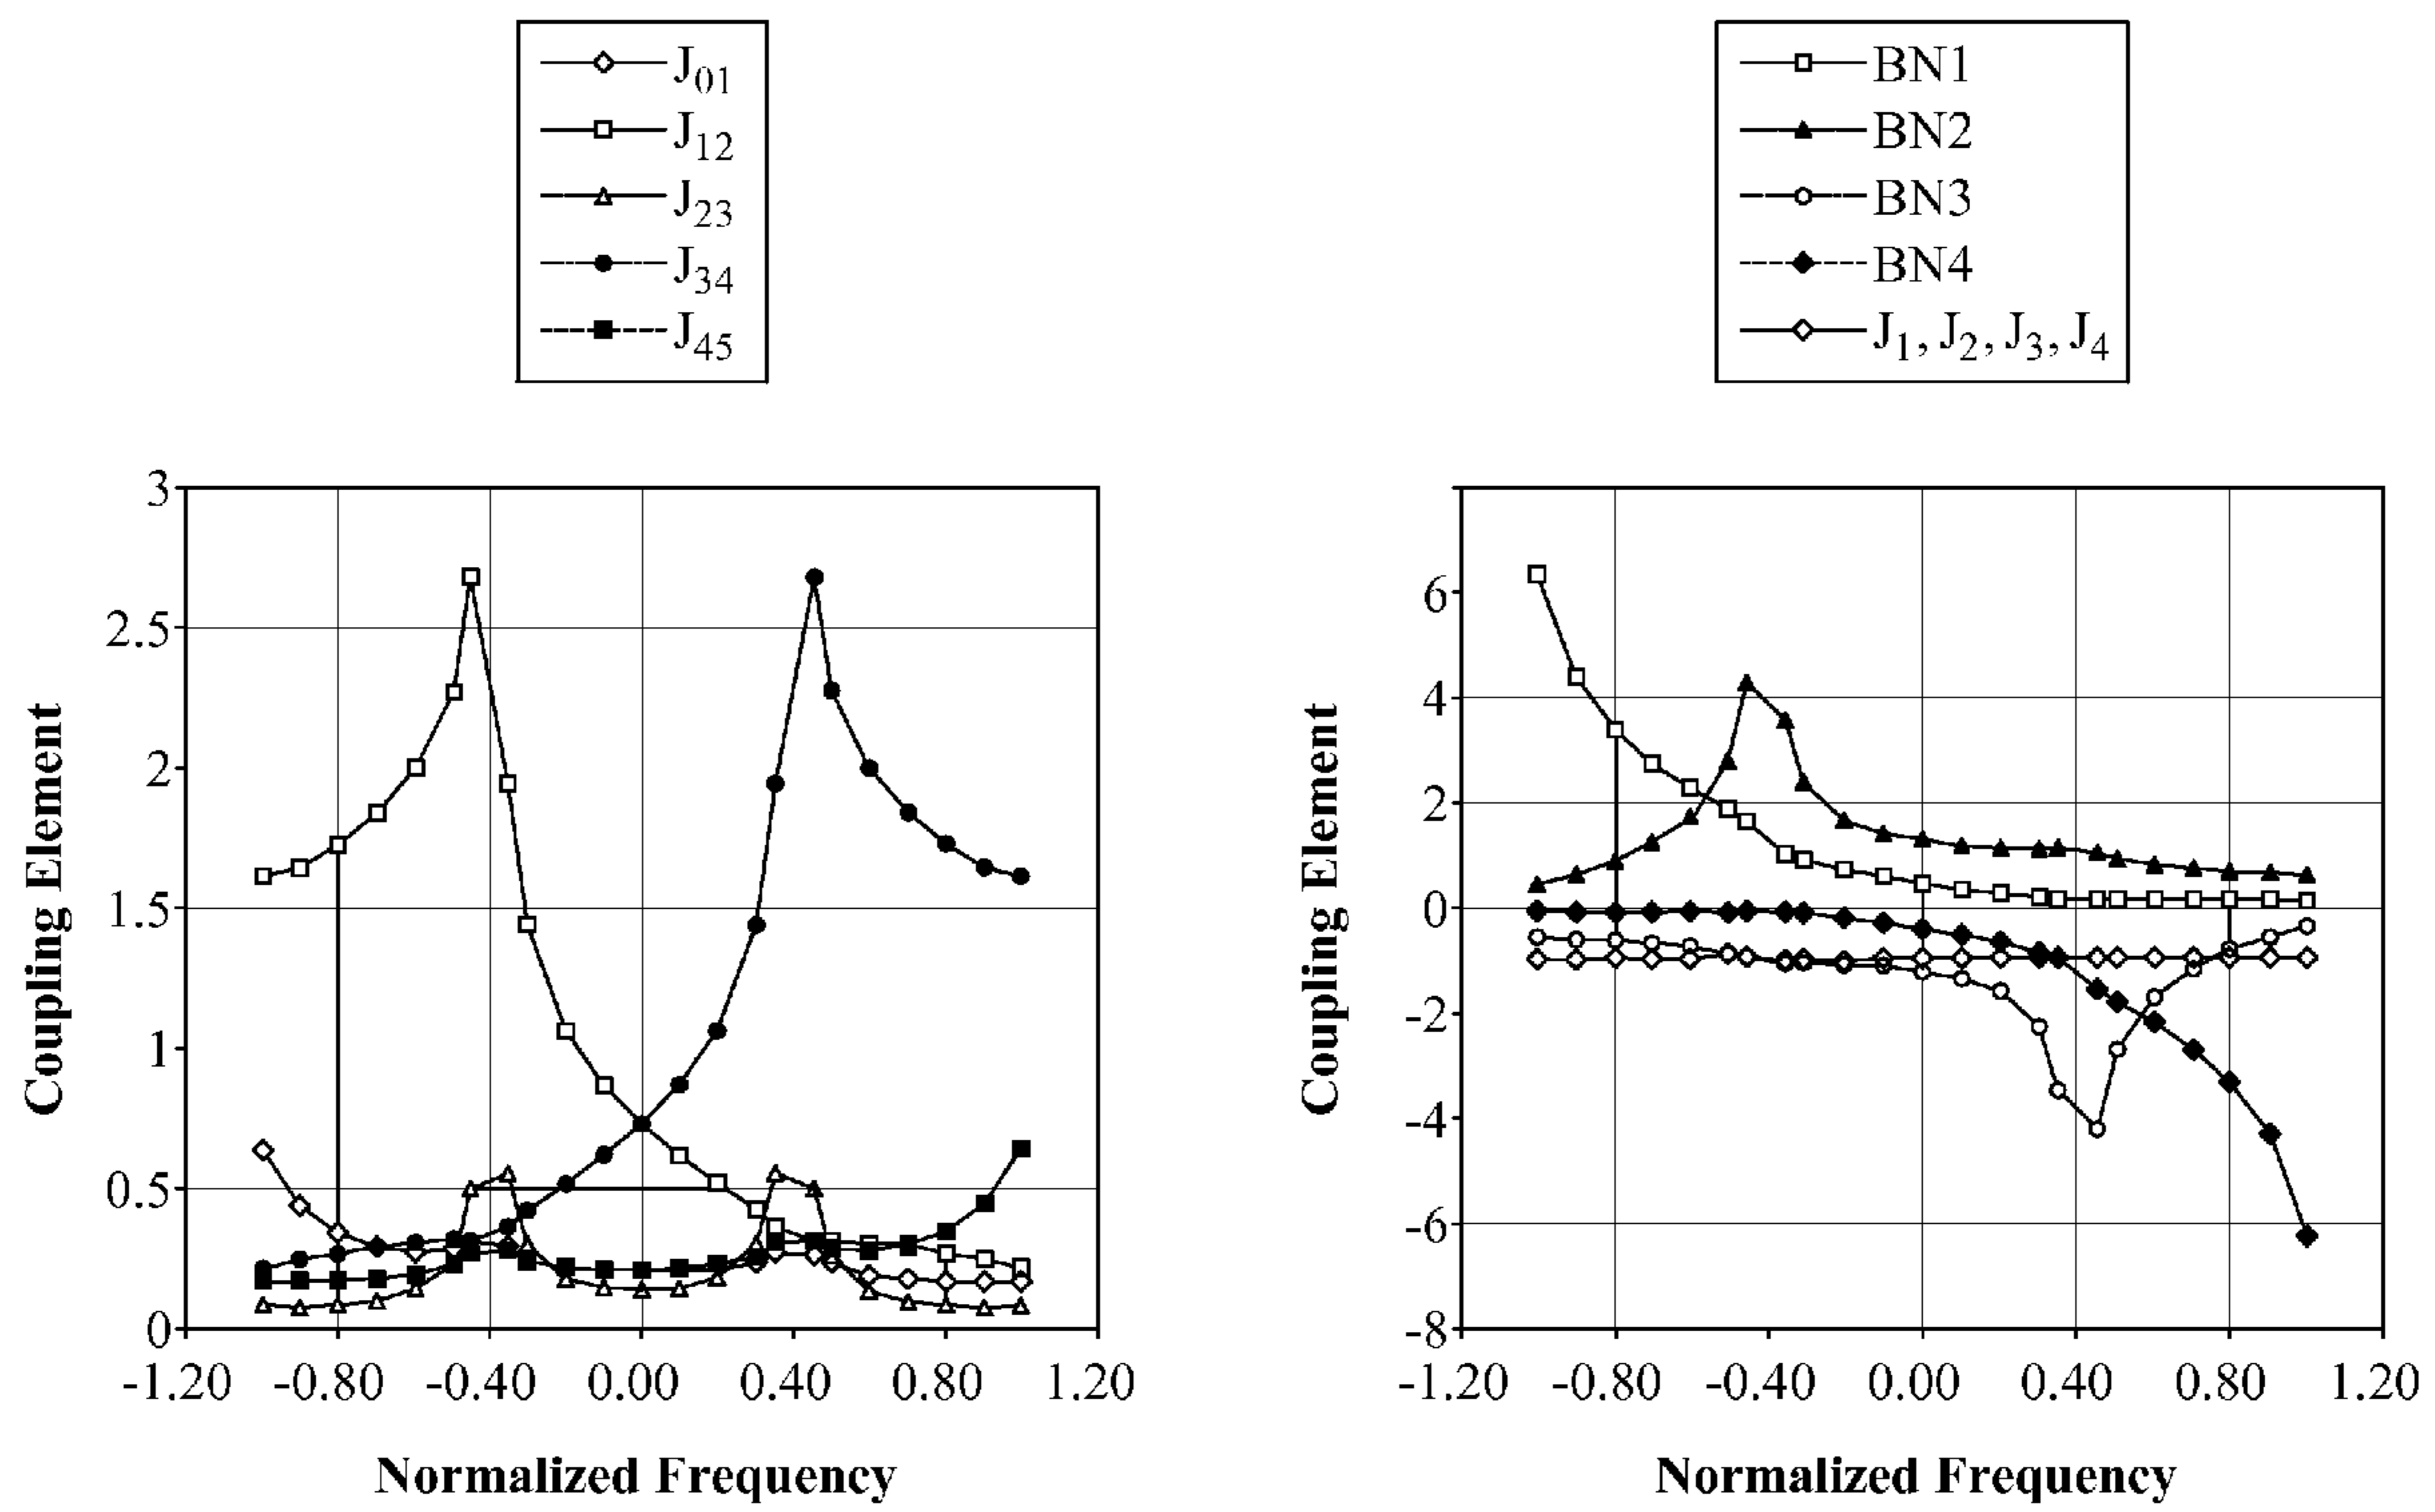 J01
J12
J23
J34
J45
3
2.5
2
1.5
1
0.5
0
-1.20 -0.80 -0.40 0.00 0.40 0.80 1.20
Coupling Element
Normalized Frequency
BN1
BN2
BN3
BN4
J1, J2, J3, J4
6
4
2
0
-2
-4
-6
-8
-1.20 -0.80 -0.40 0.00 0.40 0.80 1.20
Coupling Element
Normalized Frequency